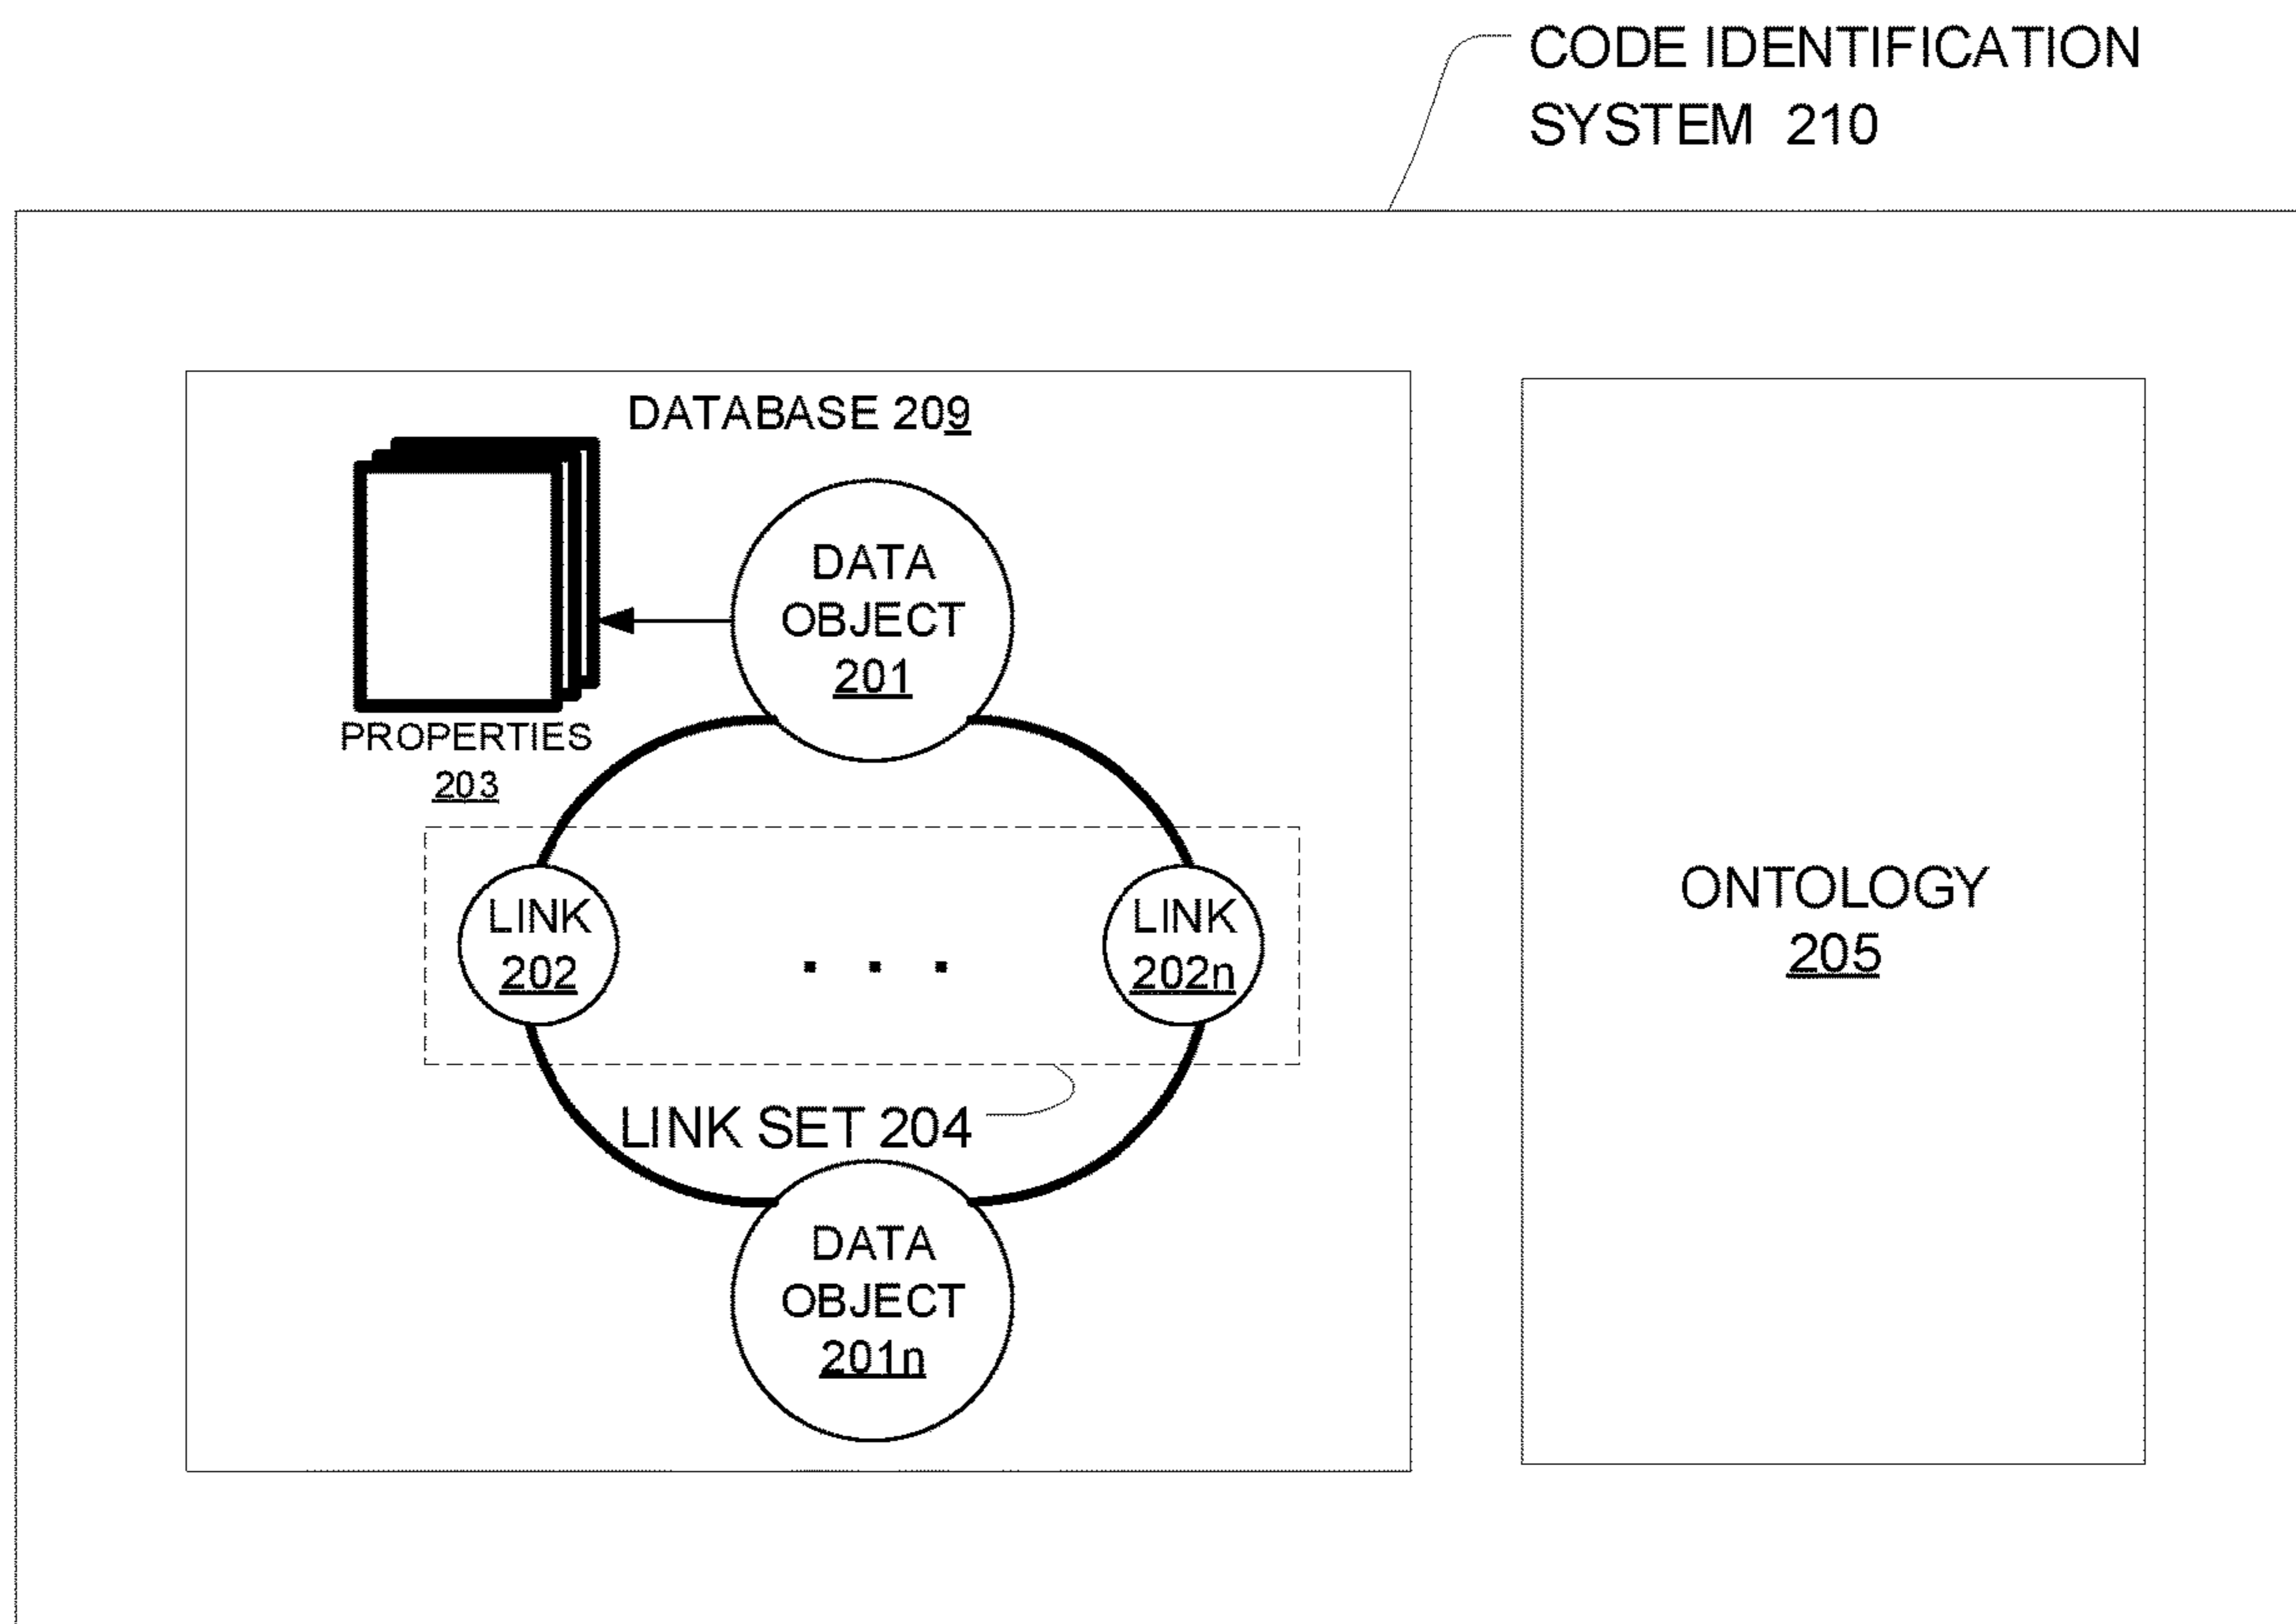 CODE IDENTIFICATION
SYSTEM 210
DATABASE 209
DATA
OBJECT
201
PROPERTIES
203
LINK
202
. . .
LINK
202n
LINK SET 204
DATA
OBJECT
201n
ONTOLOGY
205